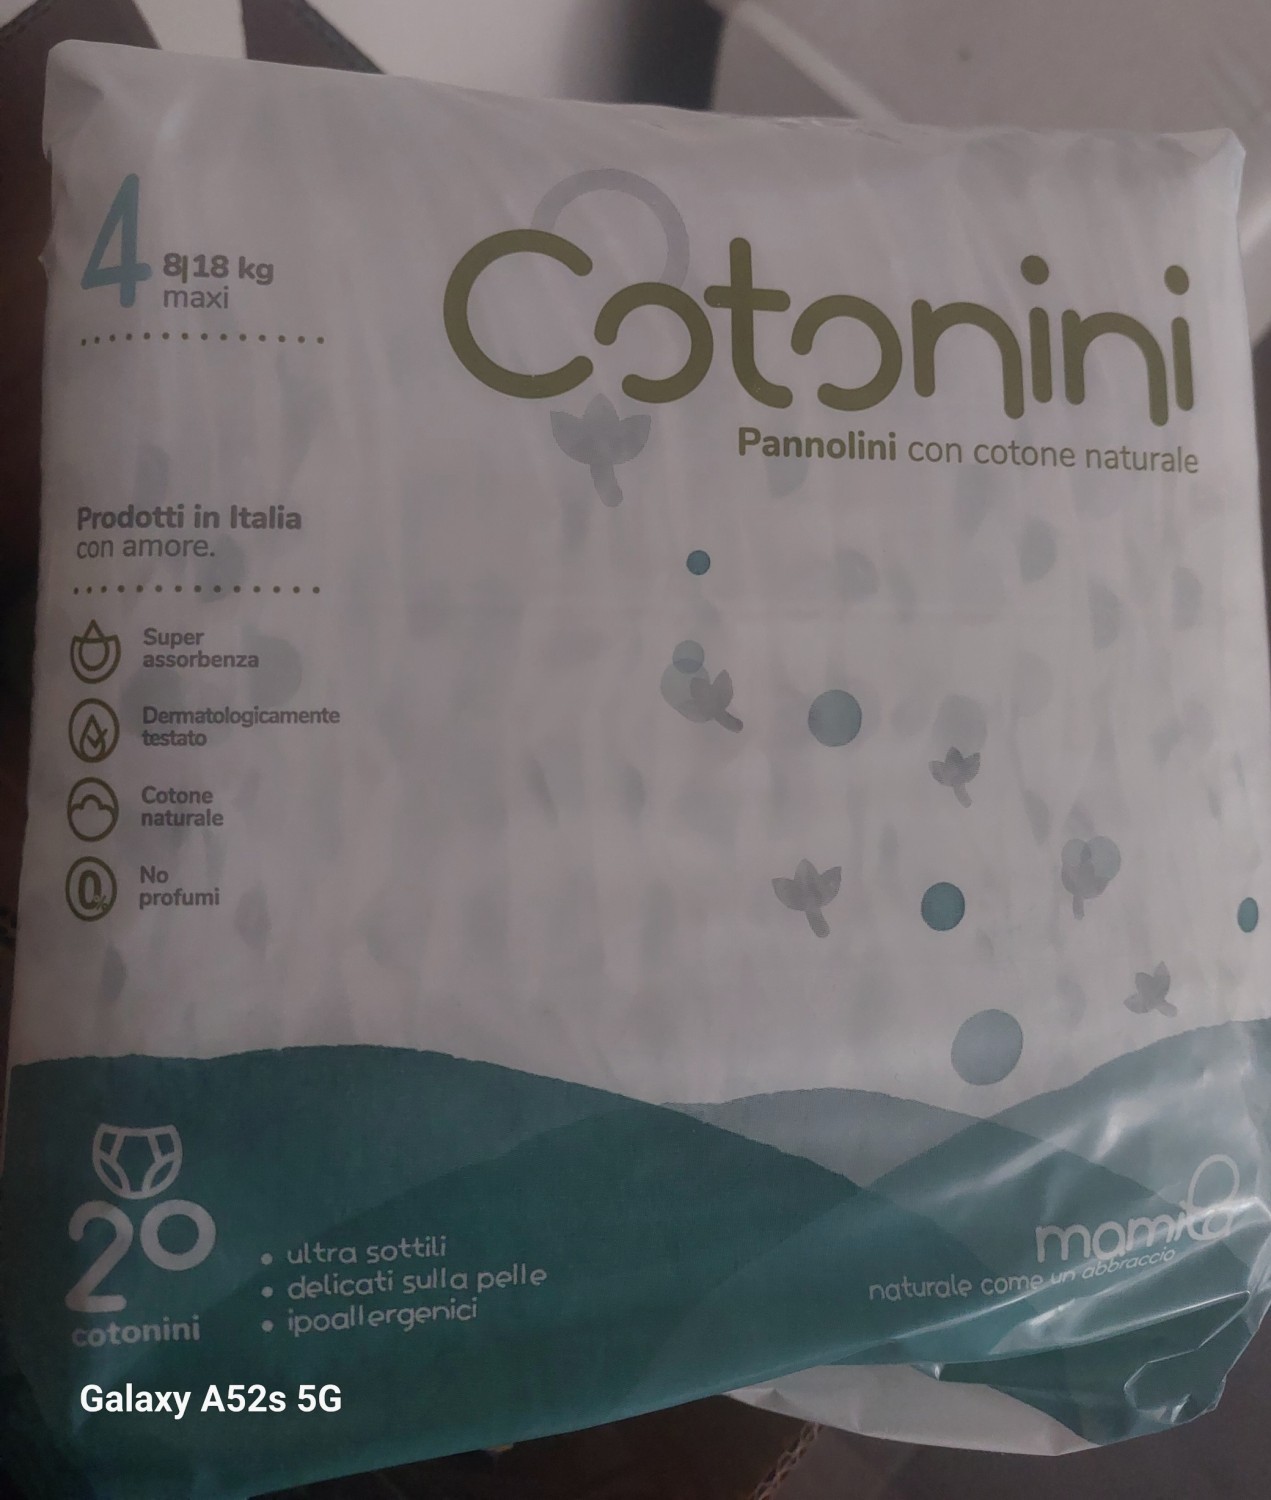 4
8|18 kg
maxi
Cotonini
Pannolini con cotone naturale
Prodotti in Italia
con amore.
Super
assorbenza
Dermatologicamente
testato
Cotone
naturale
0%
No
profumi
20
cotonini
• ultra sottili
• delicati sulla pelle
• ipoallergenici
mamita
naturale come un abbraccio
Galaxy A52s 5G